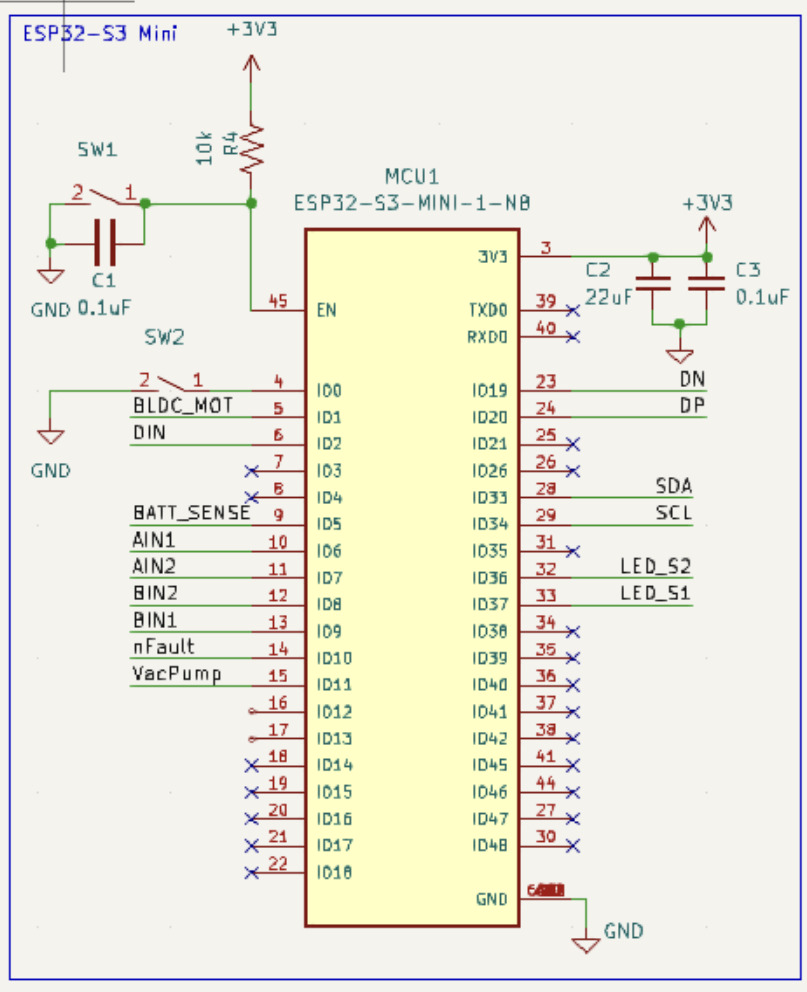 ESP32-S3 Mini
+3V3
10k
R4
SW1
2 1
C1
0.1uF
GND
MCU1
ESP32-S3-MINI-1-N8
+3V3
C2
22uF
C3
0.1uF
3V3 3
45 EN
TXD0 39
RXD0 40
SW2
2 1
GND
4 IO0
BLDC_MOT 5 IO1
DIN 6 IO2
7 IO3
8 IO4
BATT_SENSE 9 IO5
AIN1 10 IO6
AIN2 11 IO7
BIN2 12 IO8
BIN1 13 IO9
nFault 14 IO10
VacPump 15 IO11
16 IO12
17 IO13
18 IO14
19 IO15
20 IO16
21 IO17
22 IO18
IO19 23 DN
IO20 24 DP
IO21 25
IO26 26
IO33 28 SDA
IO34 29 SCL
IO35 31
IO36 32 LED_S2
IO37 33 LED_S1
IO38 34
IO39 35
IO40 36
IO41 37
IO42 38
IO45 41
IO46 44
IO47 27
IO48 30
GND
GND